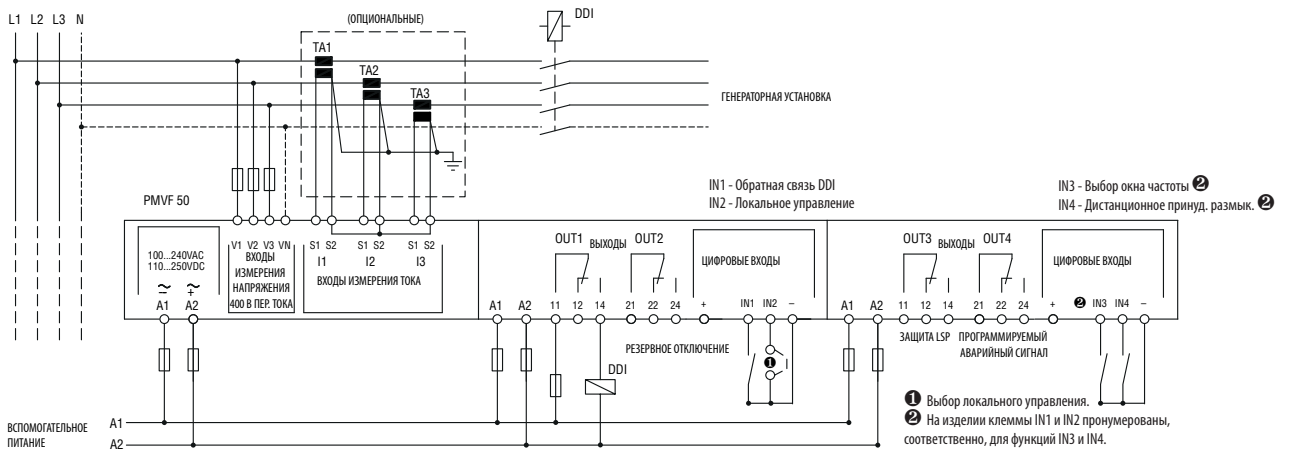 L1 L2 L3 N
(ОПЦИОНАЛЬНЫЕ)
DDI
TA1
TA2
TA3
ГЕНЕРАТОРНАЯ УСТАНОВКА
IN1 - Обратная связь DDI
IN2 - Локальное управление
IN3 - Выбор окна частоты ❷
IN4 - Дистанционное принуд. размык. ❷
PMVF 50
100...240VAC
110...250VDC
~ ~
− +
A1 A2
V1 V2 V3 VN
ВХОДЫ
ИЗМЕРЕНИЯ
НАПРЯЖЕНИЯ
400 В ПЕР. ТОКА
S1 S2 S1 S2 S1 S2
I1 I2 I3
ВХОДЫ ИЗМЕРЕНИЯ ТОКА
OUT1 ВЫХОДЫ OUT2
ЦИФРОВЫЕ ВХОДЫ
A1 A2 11 12 14 21 22 24 + IN1 IN2 −
OUT3 ВЫХОДЫ OUT4
ЦИФРОВЫЕ ВХОДЫ
A1 A2 11 12 14 21 22 24 + ❷ IN3 IN4 −
РЕЗЕРВНОЕ ОТКЛЮЧЕНИЕ
❶
DDI
ЗАЩИТА LSP
ПРОГРАММИРУЕМЫЙ
АВАРИЙНЫЙ СИГНАЛ
❶ Выбор локального управления.
❷ На изделии клеммы IN1 и IN2 пронумерованы,
соответственно, для функций IN3 и IN4.
ВСПОМОГАТЕЛЬНОЕ
ПИТАНИЕ
A1
A2